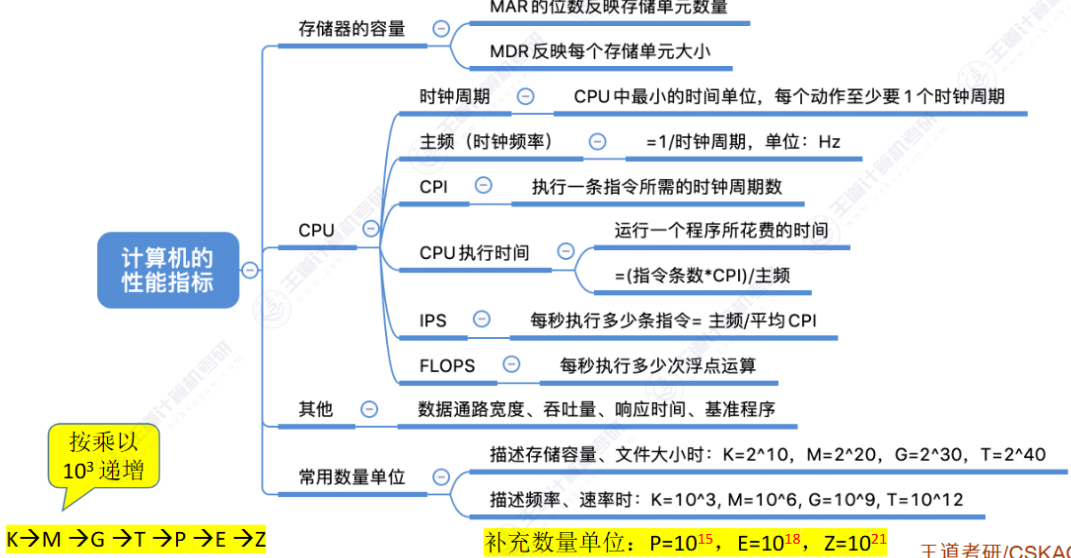 MAR的位数反映存储单元数量
存储器的容量
MDR反映每个存储单元大小
时钟周期
CPU中最小的时间单位，每个动作至少要1个时钟周期
主频（时钟频率）
=1/时钟周期，单位：Hz
CPI
执行一条指令所需的时钟周期数
CPU
运行一个程序所花费的时间
CPU执行时间
=(指令条数*CPI)/主频
计算机的
性能指标
IPS
每秒执行多少条指令= 主频/平均CPI
FLOPS
每秒执行多少次浮点运算
其他
数据通路宽度、吞吐量、响应时间、基准程序
按乘以
10³ 递增
常用数量单位
描述存储容量、文件大小时：K=2^10，M=2^20，G=2^30，T=2^40
描述频率、速率时：K=10^3, M=10^6, G=10^9, T=10^12
K→M →G →T →P →E →Z
补充数量单位：P=10¹⁵，E=10¹⁸，Z=10²¹
王道考研/CSKAO